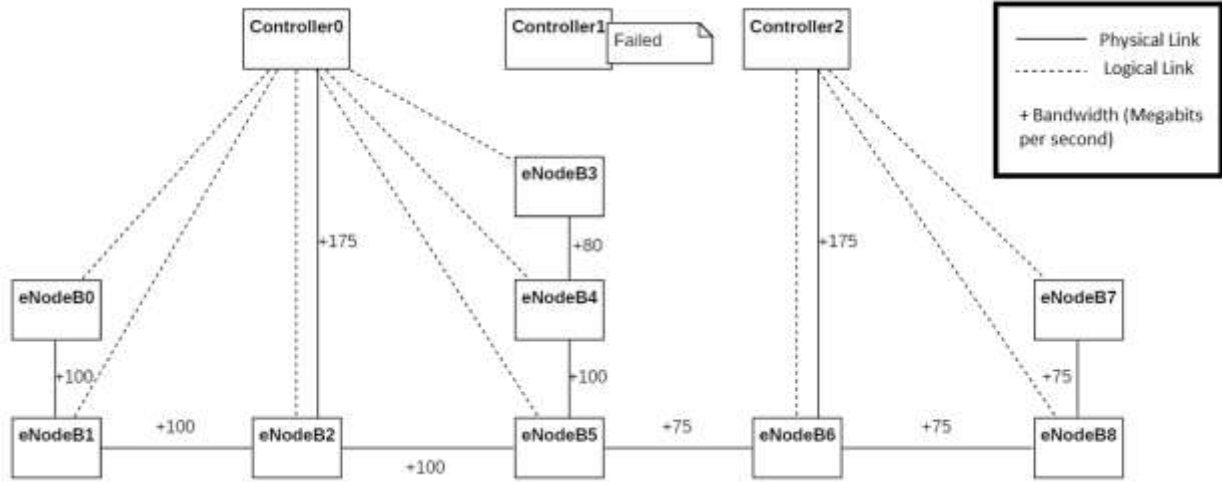 Controller0
Controller1
Failed
Controller2
Physical Link
Logical Link
+ Bandwidth (Megabits
per second)
eNodeB3
+175
+80
+175
eNodeB0
eNodeB4
eNodeB7
+100
+100
+75
eNodeB1
+100
eNodeB2
+100
eNodeB5
+75
eNodeB6
+75
eNodeB8